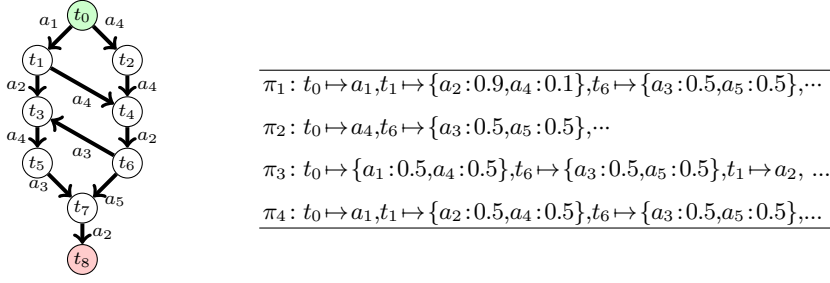 t₀
a₁ a₄
t₁ t₂
a₂ a₄ a₄
t₃ t₄
a₄ a₃ a₂
t₅ t₆
a₃ a₅
t₇
a₂
t₈
π₁: t₀↦a₁,t₁↦{a₂:0.9,a₄:0.1},t₆↦{a₃:0.5,a₅:0.5},⋯
π₂: t₀↦a₄,t₆↦{a₃:0.5,a₅:0.5},⋯
π₃: t₀↦{a₁:0.5,a₄:0.5},t₆↦{a₃:0.5,a₅:0.5},t₁↦a₂, ...
π₄: t₀↦a₁,t₁↦{a₂:0.5,a₄:0.5},t₆↦{a₃:0.5,a₅:0.5},...